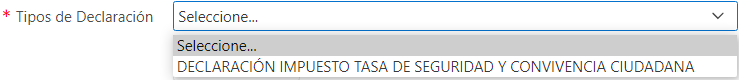 * Tipos de Declaración Seleccione...
Seleccione...
DECLARACIÓN IMPUESTO TASA DE SEGURIDAD Y CONVIVENCIA CIUDADANA